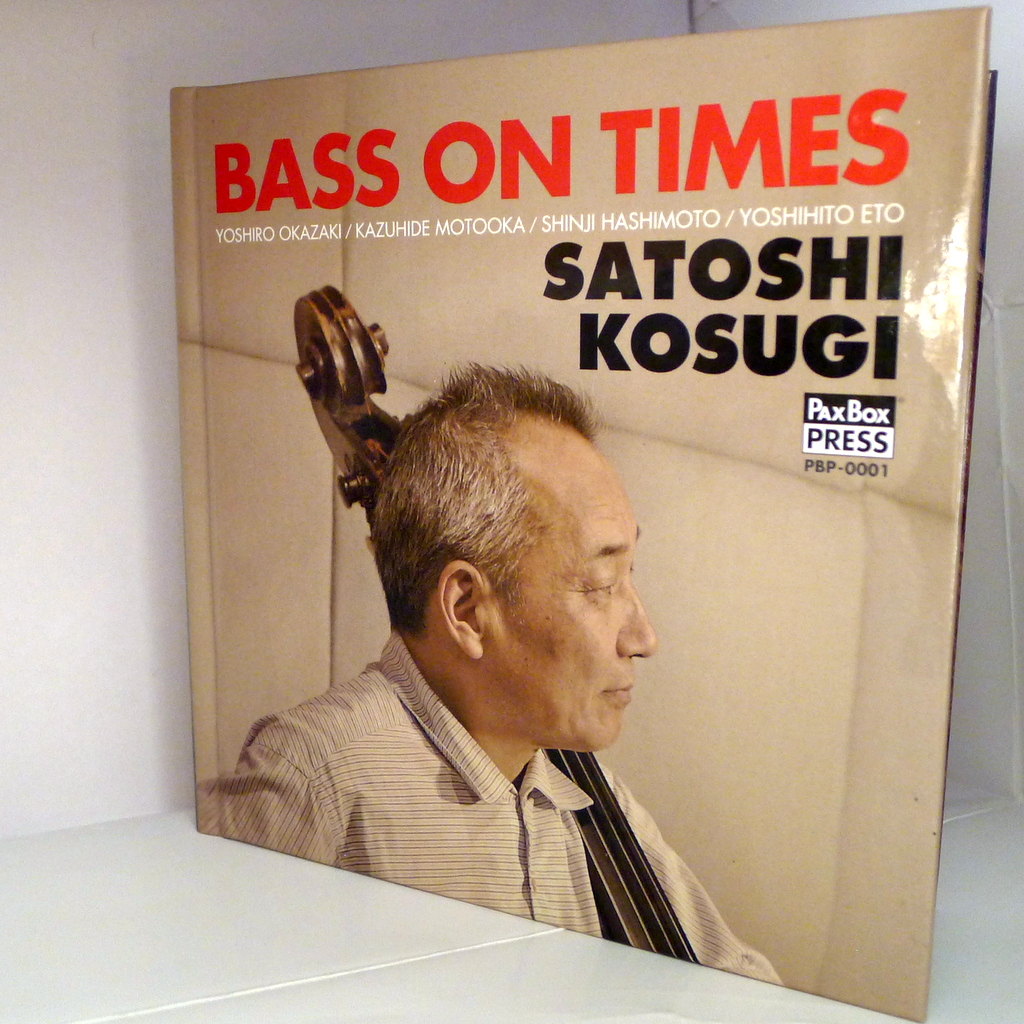 BASS ON TIMES
YOSHIRO OKAZAKI / KAZUHIDE MOTOOKA / SHINJI HASHIMOTO / YOSHIHITO ETO
SATOSHI
KOSUGI
PAXBOX
PRESS
PBP-0001